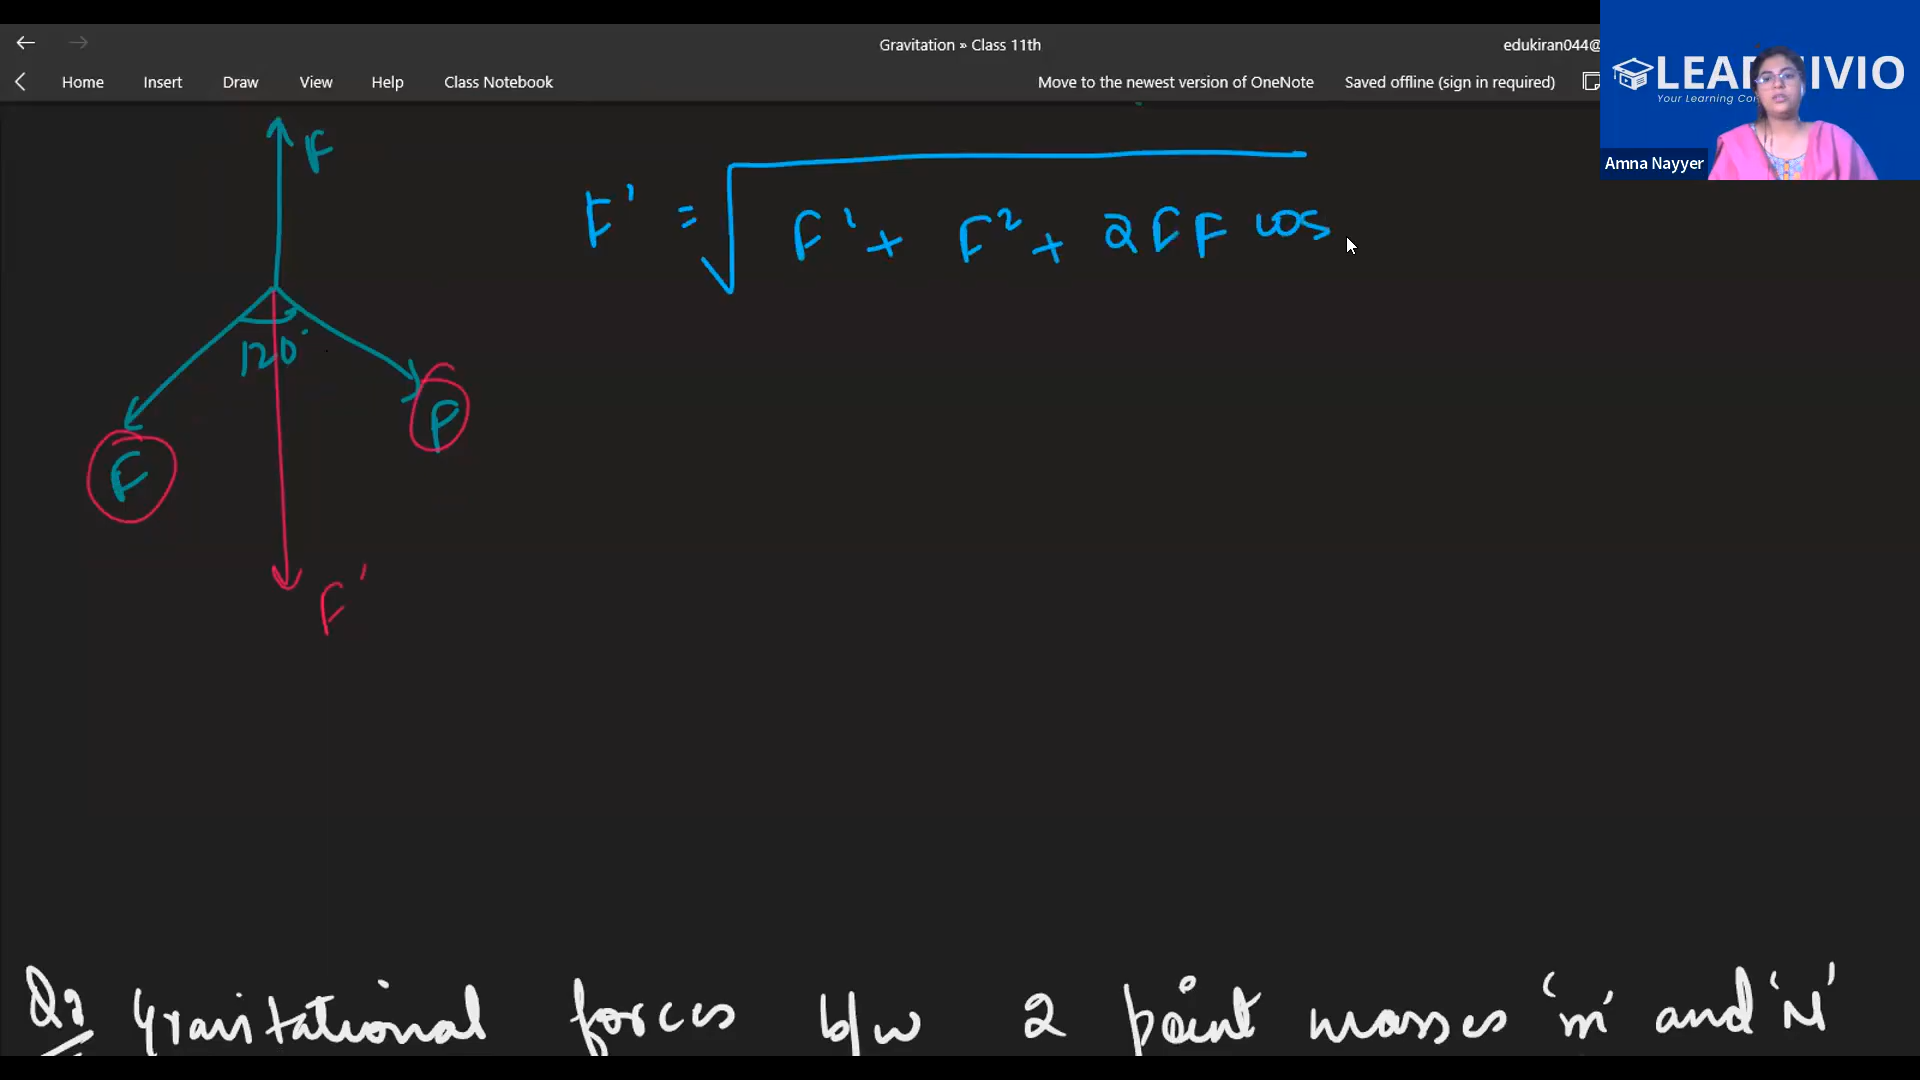 Gravitation » Class 11th
edukiran044@
Home Insert Draw View Help Class Notebook
Move to the newest version of OneNote Saved offline (sign in required)
Your Learning Co
Amna Nayyer
F
F' = √ F' + F² + 2FF cos
120°
F
F
F'
Q2 Gravitational forces b/w 2 point masses 'm' and 'M'